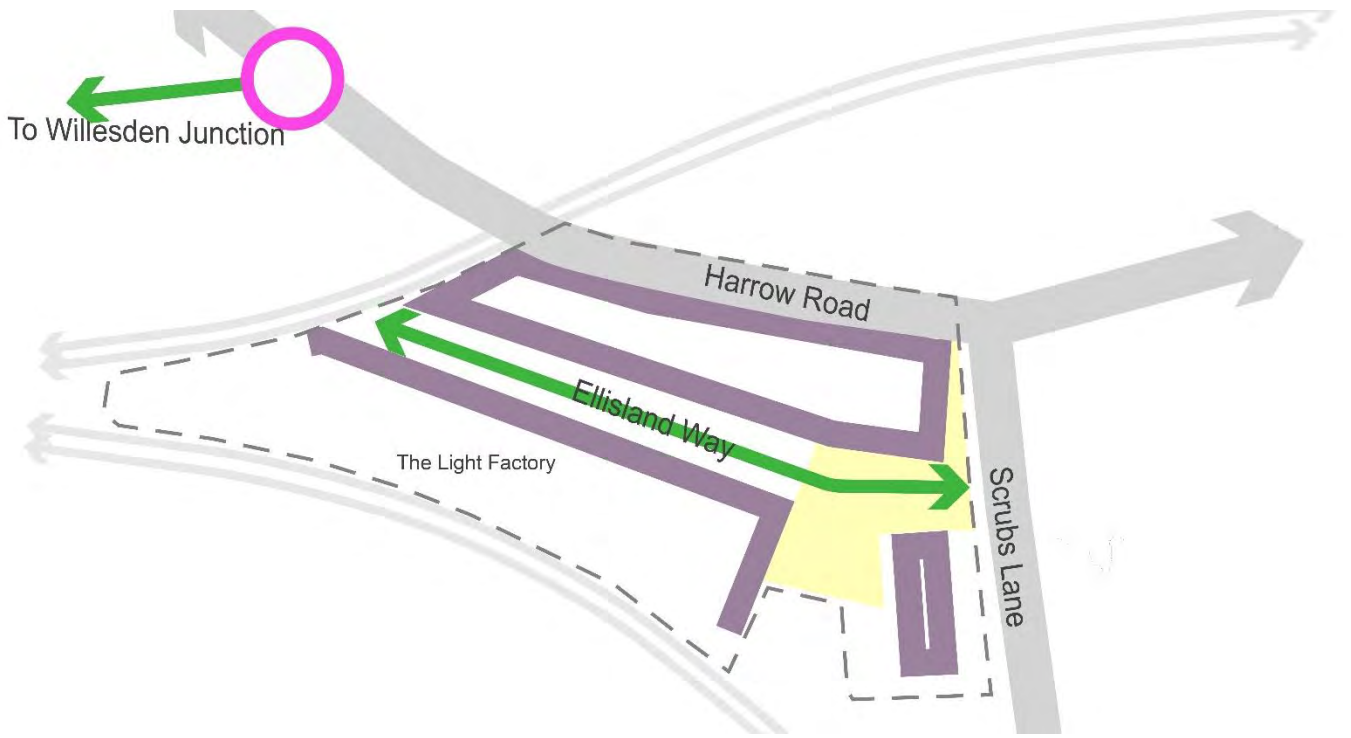 To Willesden Junction
Harrow Road
Ellisland Way
The Light Factory
Scrubs Lane